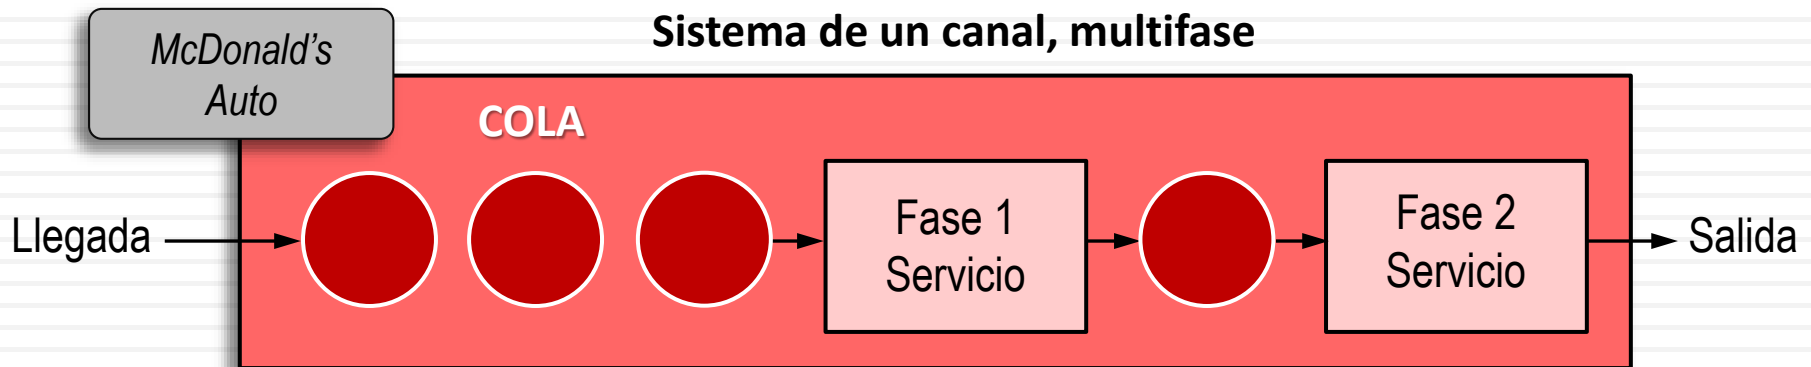 Sistema de un canal, multifase
McDonald's
Auto
COLA
Llegada
Fase 1
Servicio
Fase 2
Servicio
Salida